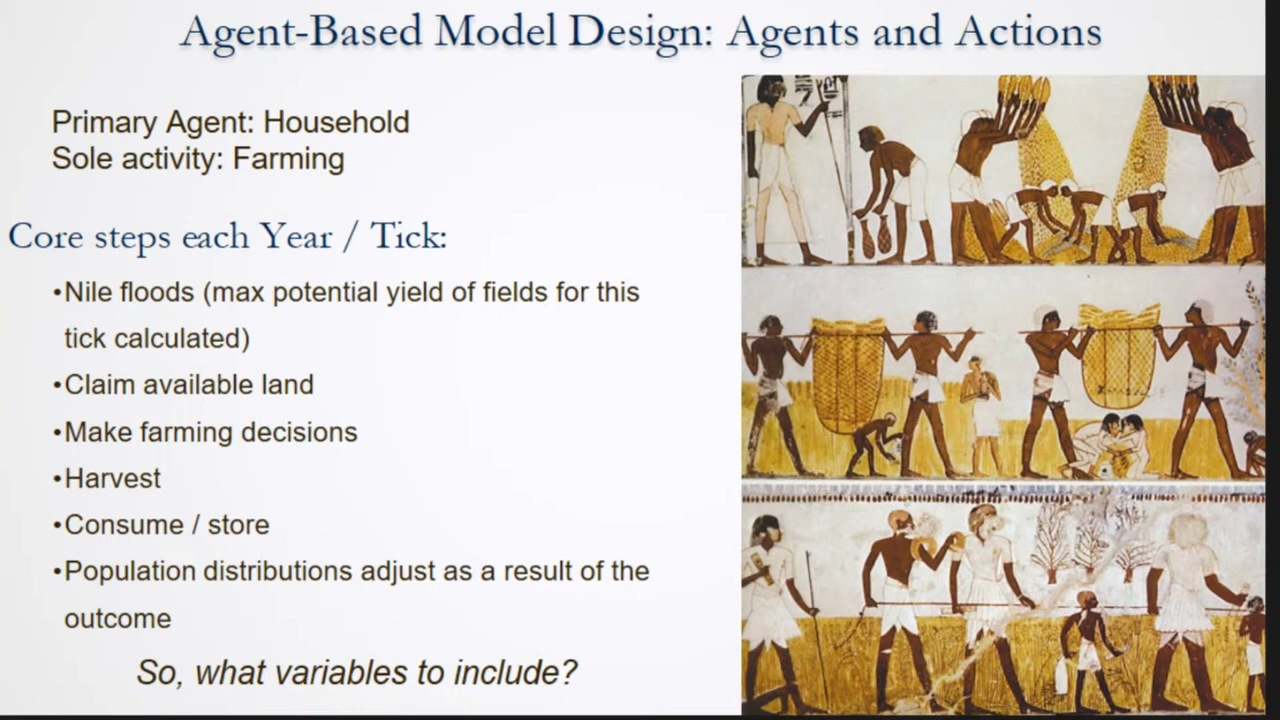 Agent-Based Model Design: Agents and Actions
Primary Agent: Household
Sole activity: Farming
Core steps each Year / Tick:
•Nile floods (max potential yield of fields for this
tick calculated)
•Claim available land
•Make farming decisions
•Harvest
•Consume / store
•Population distributions adjust as a result of the
outcome
So, what variables to include?